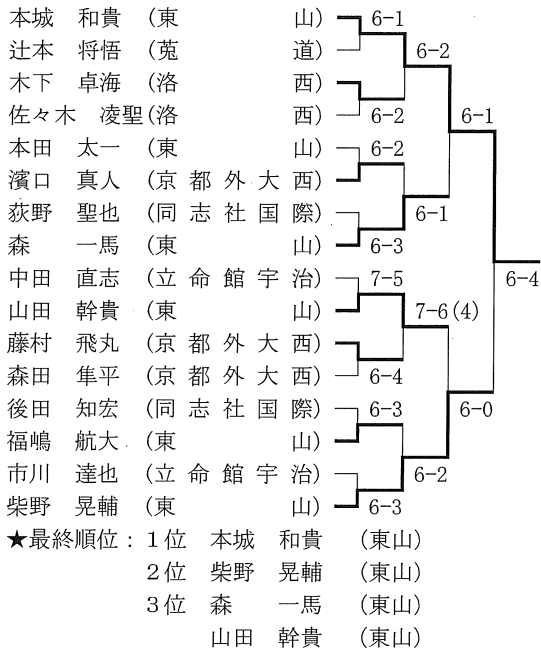 本城 和貴 (東 山) 6-1
辻本 将悟 (莵 道) 6-2
木下 卓海 (洛 西)
佐々木 凌聖 (洛 西) 6-2 6-1
本田 太一 (東 山) 6-2
濱口 真人 (京都外大西)
荻野 聖也 (同志社国際) 6-1
森 一馬 (東 山) 6-3
中田 直志 (立命館宇治) 7-5 6-4
山田 幹貴 (東 山) 7-6(4)
藤村 飛丸 (京都外大西)
森田 隼平 (京都外大西) 6-4
後田 知宏 (同志社国際) 6-3 6-0
福嶋 航大 (東 山)
市川 達也 (立命館宇治) 6-2
柴野 晃輔 (東 山) 6-3
★最終順位：１位 本城 和貴 (東山)
２位 柴野 晃輔 (東山)
３位 森 一馬 (東山)
山田 幹貴 (東山)